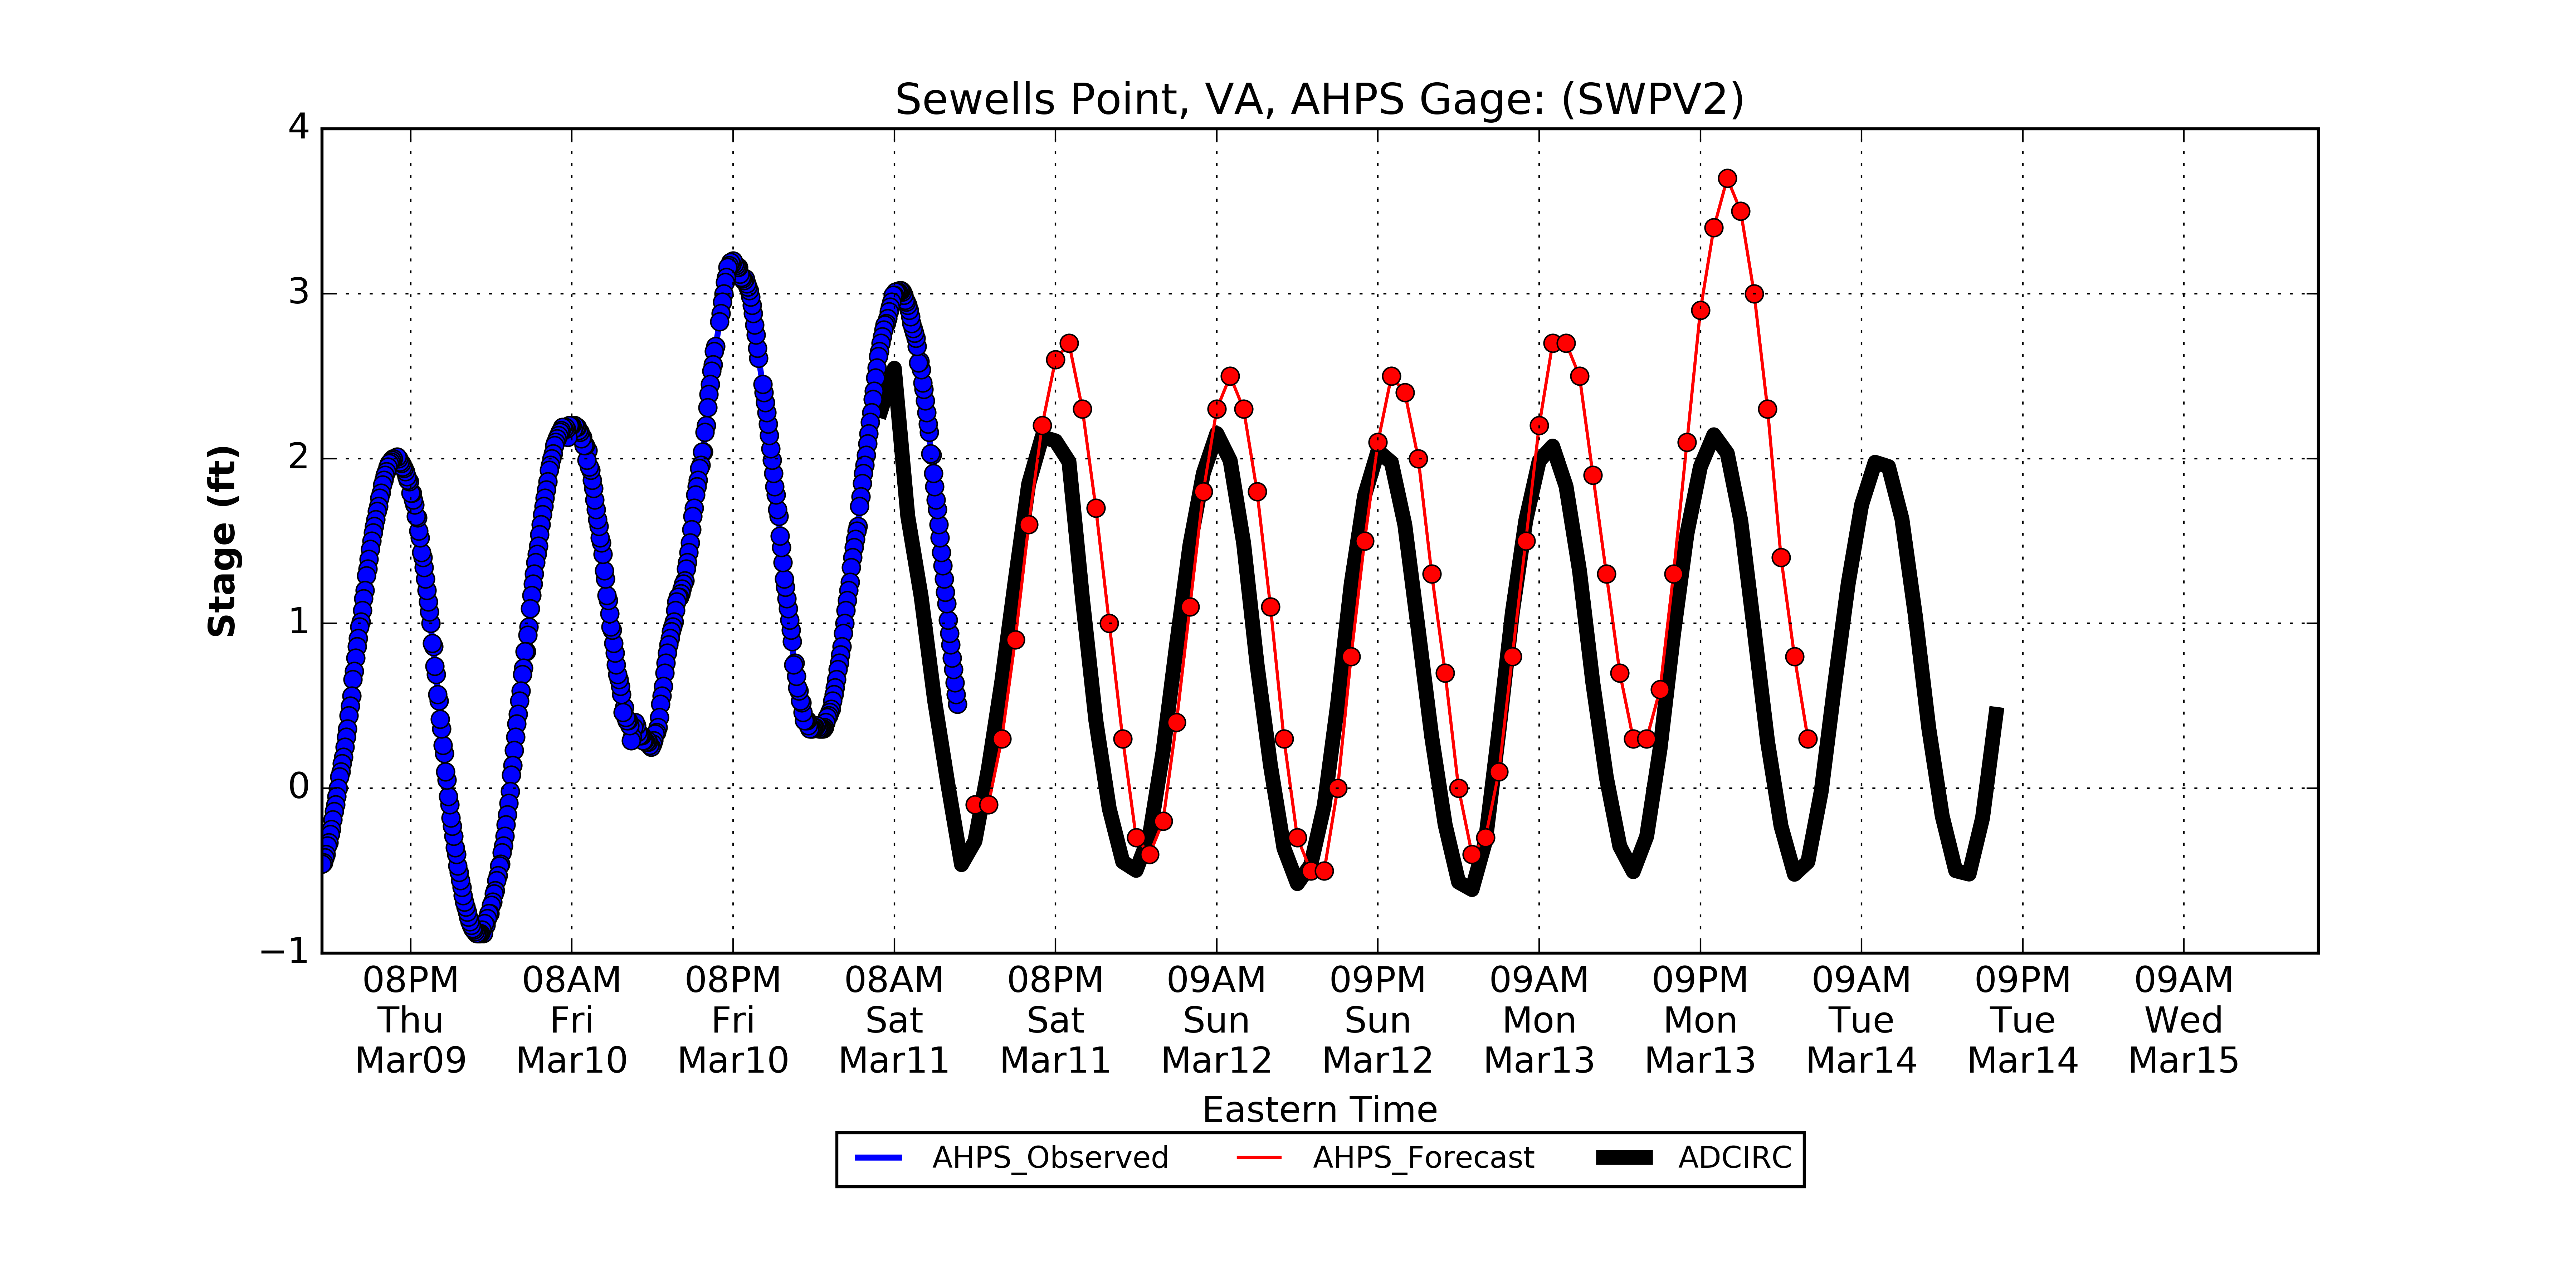 Sewells Point, VA, AHPS Gage: (SWPV2)
4
3
2
1
0
−1
Stage (ft)
08PM 08AM 08PM 08AM 08PM 09AM 09PM 09AM 09PM 09AM 09PM 09AM
Thu Fri Fri Sat Sat Sun Sun Mon Mon Tue Tue Wed
Mar09 Mar10 Mar10 Mar11 Mar11 Mar12 Mar12 Mar13 Mar13 Mar14 Mar14 Mar15
Eastern Time
AHPS_Observed AHPS_Forecast ADCIRC